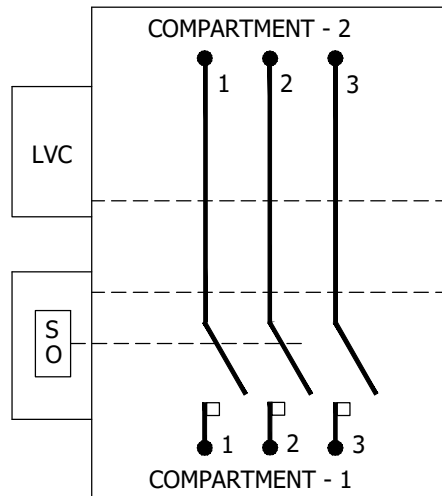 COMPARTMENT - 2
1 2 3
LVC
S
O
1 2 3
COMPARTMENT - 1